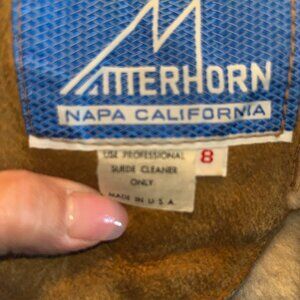 MATTERHORN
NAPA CALIFORNIA
USE PROFESSIONAL
SUEDE CLEANER
ONLY
MADE IN U S A
8